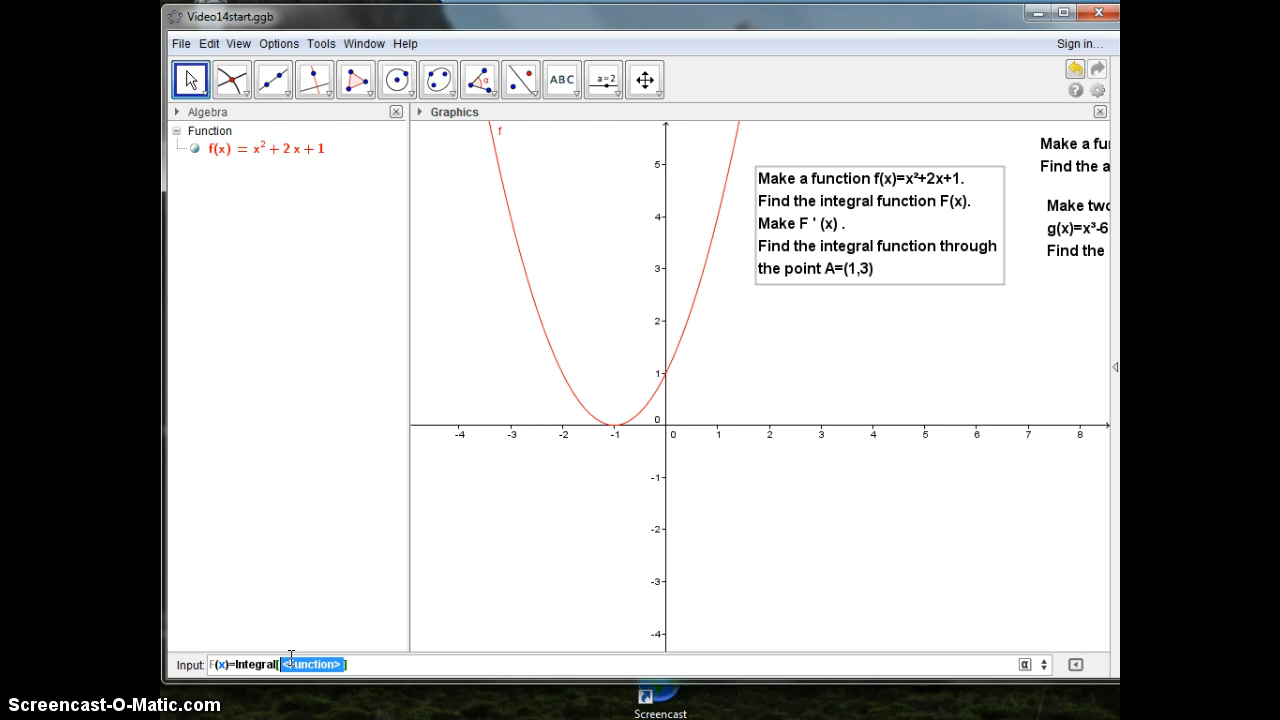 Video14start.ggb
File Edit View Options Tools Window Help Sign in...
ABC a=2
Algebra
Graphics
Function
f(x) = x² + 2 x + 1
f
Make a function f(x)=x²+2x+1.
Find the integral function F(x).
Make F ' (x) .
Find the integral function through
the point A=(1,3)
Make a fu
Find the a
Make two
g(x)=x³-6
Find the
5
4
3
2
1
0
-4 -3 -2 -1 0 1 2 3 4 5 6 7 8
-1
-2
-3
-4
Input: F(x)=Integral[ <Function> ]
α
Screencast-O-Matic.com
Screencast